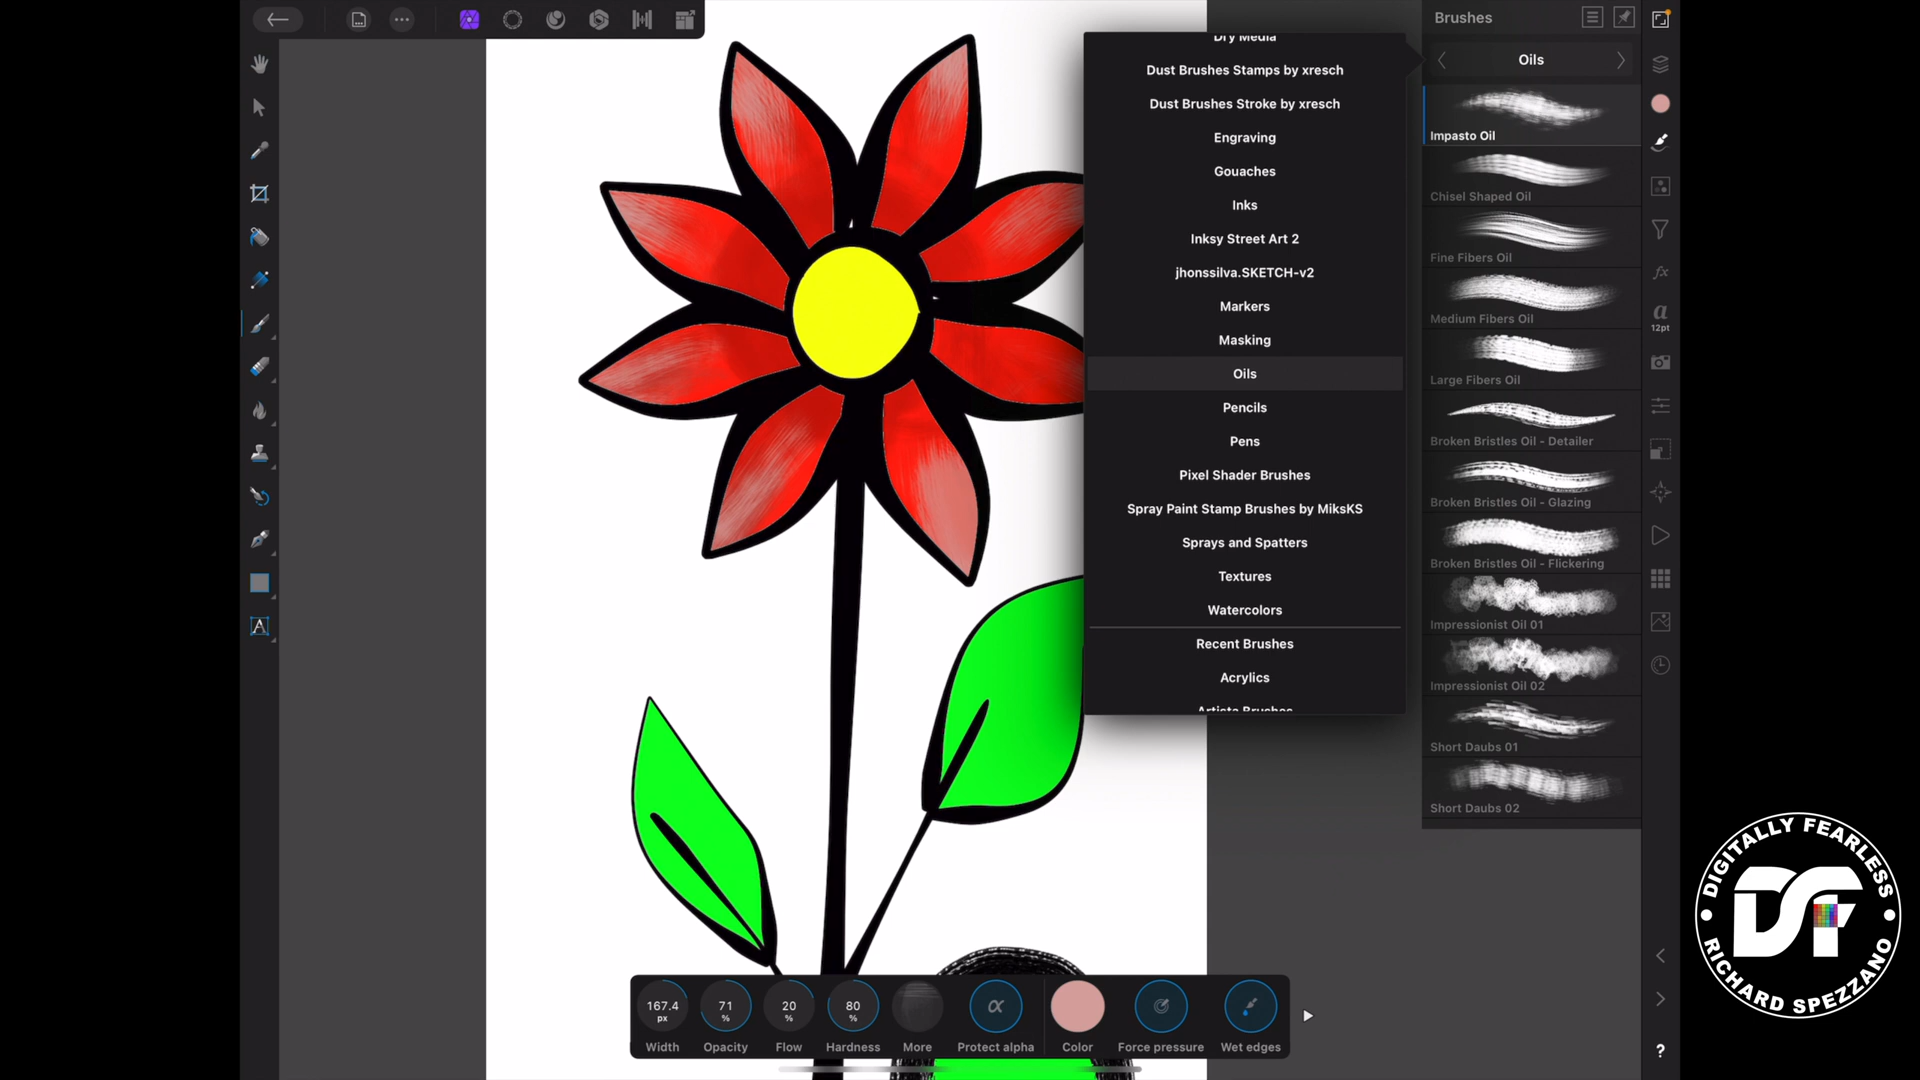 Brushes
Oils
Dry Media
Dust Brushes Stamps by xresch
Dust Brushes Stroke by xresch
Engraving
Gouaches
Inks
Inksy Street Art 2
jhonssilva.SKETCH-v2
Markers
Masking
Oils
Pencils
Pens
Pixel Shader Brushes
Spray Paint Stamp Brushes by MiksKS
Sprays and Spatters
Textures
Watercolors
Recent Brushes
Acrylics
Artists Brushes
Impasto Oil
Chisel Shaped Oil
Fine Fibers Oil
Medium Fibers Oil
Large Fibers Oil
Broken Bristles Oil - Detailer
Broken Bristles Oil - Glazing
Broken Bristles Oil - Flickering
Impressionist Oil 01
Impressionist Oil 02
Short Daubs 01
Short Daubs 02
fx
a
12pt
?
A
167.4 px
71 %
20 %
80 %
α
Width
Opacity
Flow
Hardness
More
Protect alpha
Color
Force pressure
Wet edges
DIGITALLY FEARLESS
DF
RICHARD SPEZZANO